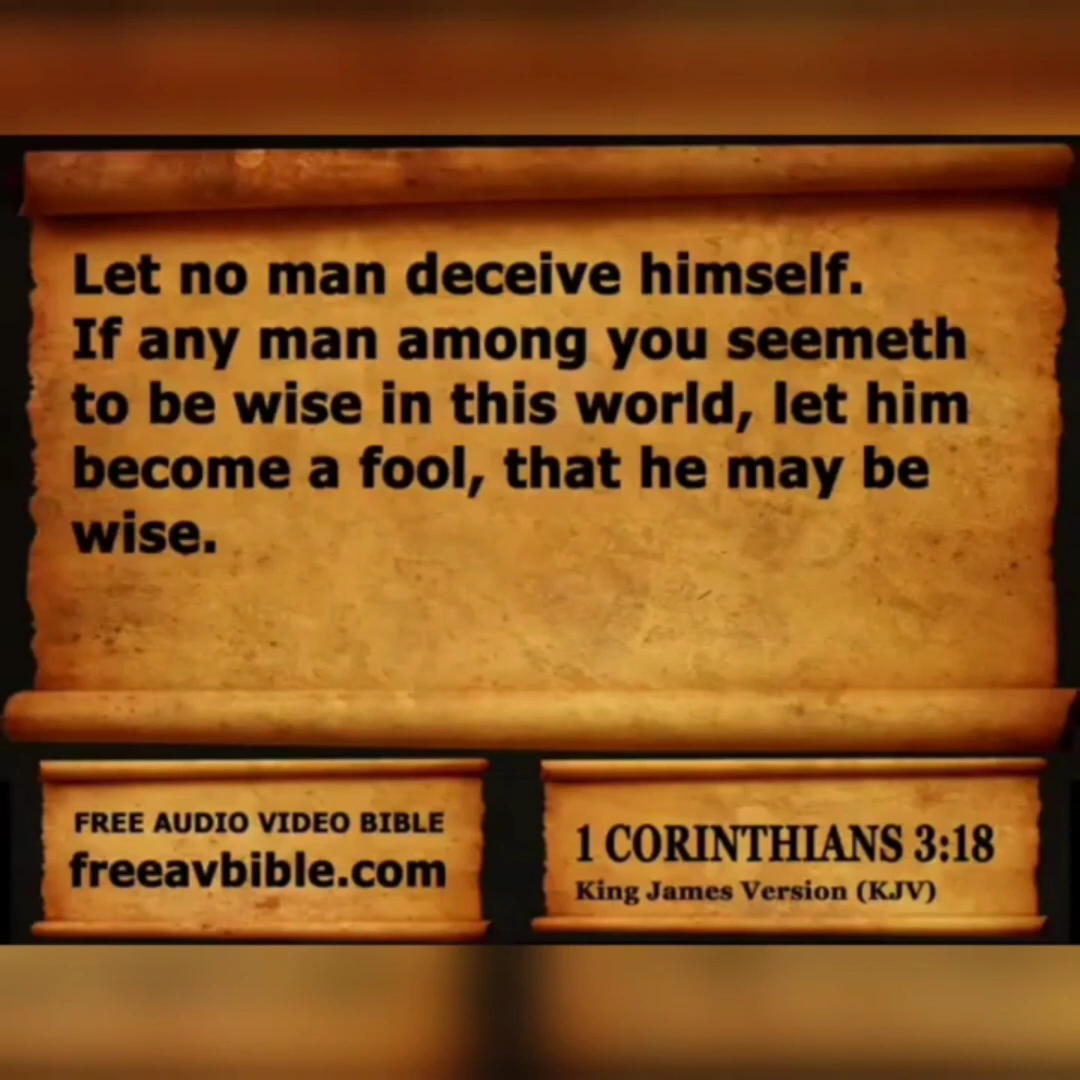 Let no man deceive himself.
If any man among you seemeth
to be wise in this world, let him
become a fool, that he may be
wise.
FREE AUDIO VIDEO BIBLE
freeavbible.com
1 CORINTHIANS 3:18
King James Version (KJV)